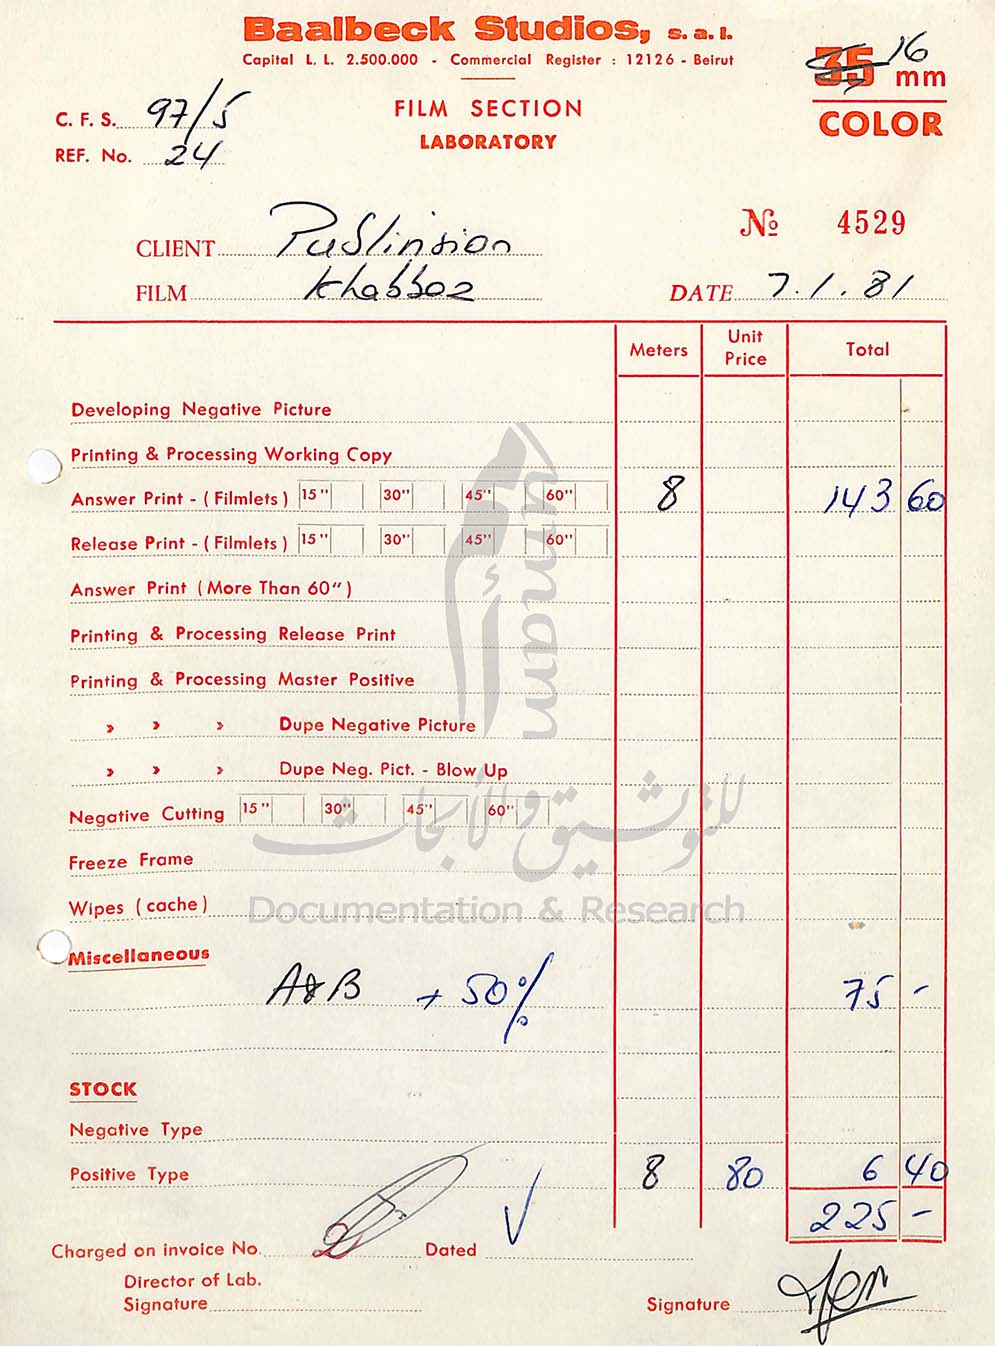 Baalbeck Studios, s.a.l.
Capital L. L. 2.500.000 - Commercial Register : 12126 - Beirut
35 16 mm
COLOR
FILM SECTION
LABORATORY
C. F. S. 97/5
REF. No. 24
Nº 4529
CLIENT Publinsion
FILM Khabbaz
DATE 7.1.81
Meters Unit Price Total
Developing Negative Picture
Printing & Processing Working Copy
Answer Print - ( Filmlets ) 15" 30" 45" 60" 8 143 60
Release Print - ( Filmlets ) 15" 30" 45" 60"
Answer Print ( More Than 60" )
Printing & Processing Release Print
Printing & Processing Master Positive
» » » Dupe Negative Picture
» » » Dupe Neg. Pict. - Blow Up
Negative Cutting 15" 30" 45" 60"
Freeze Frame
Wipes ( cache )
Miscellaneous
A & B + 50% 75 -
STOCK
Negative Type
Positive Type 8 80 6 40
225 -
Charged on invoice No. Dated
Director of Lab.
Signature
Signature
umam
أمم
للتوثيق والأبحاث
Documentation & Research